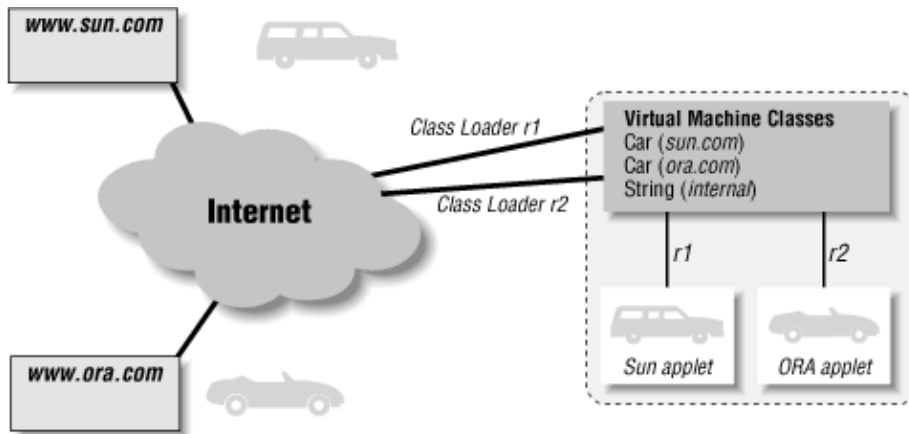 www.sun.com
Class Loader r1
Internet
Class Loader r2
www.ora.com
Virtual Machine Classes
Car (sun.com)
Car (ora.com)
String (internal)
r1
r2
Sun applet
ORA applet